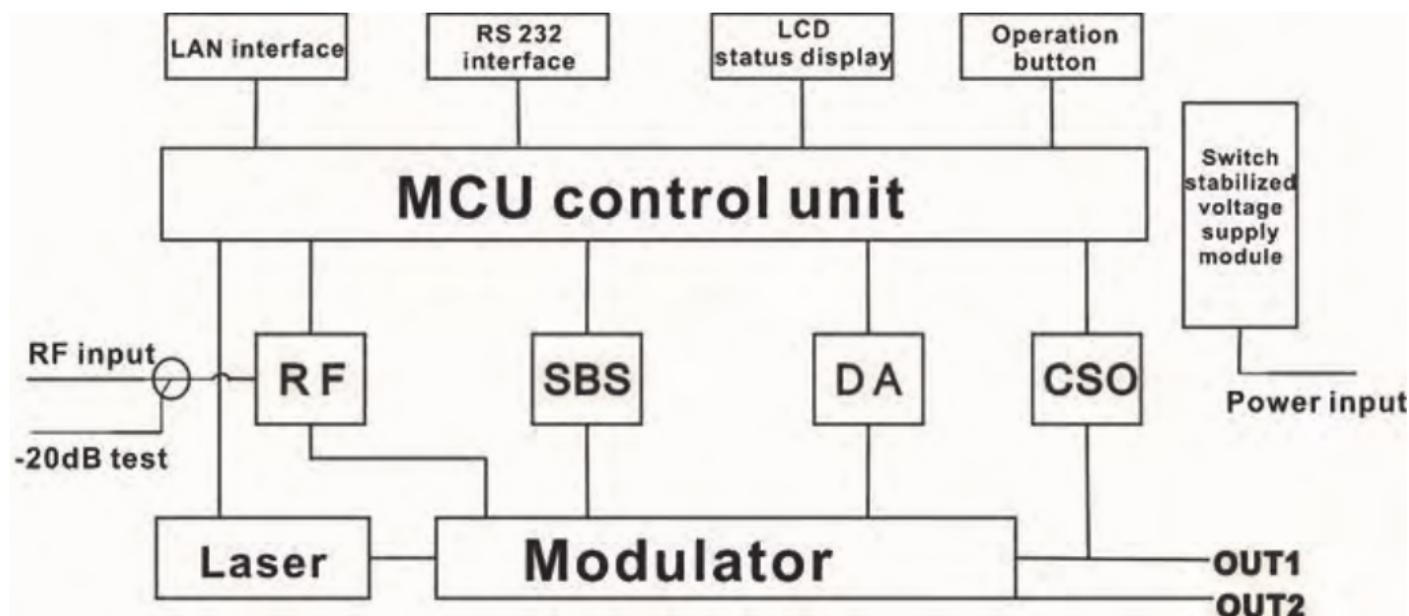 LAN interface
RS 232
interface
LCD
status display
Operation
button
MCU control unit
Switch
stabilized
voltage
supply
module
RF input
-20dB test
RF
SBS
DA
CSO
Power input
Laser
Modulator
OUT1
OUT2